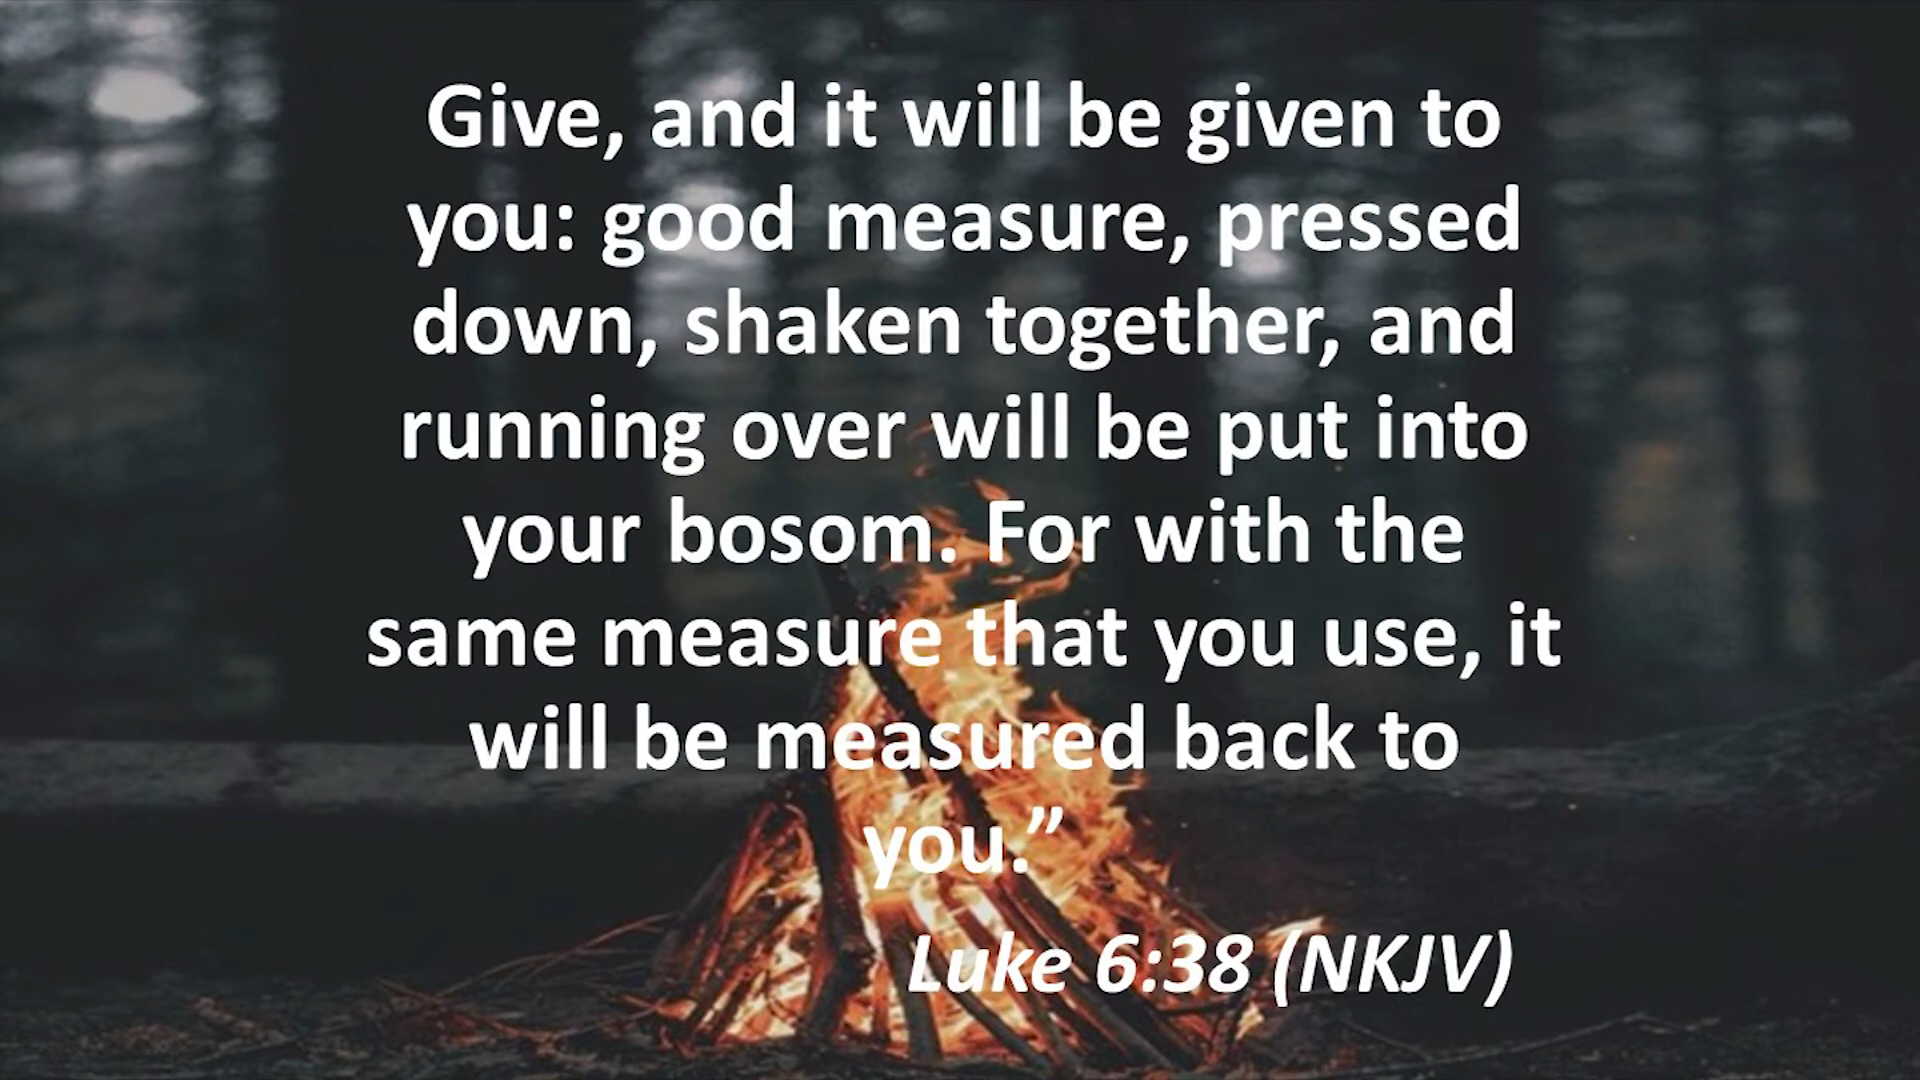 Give, and it will be given to
you: good measure, pressed
down, shaken together, and
running over will be put into
your bosom. For with the
same measure that you use, it
will be measured back to
you.”
Luke 6:38 (NKJV)